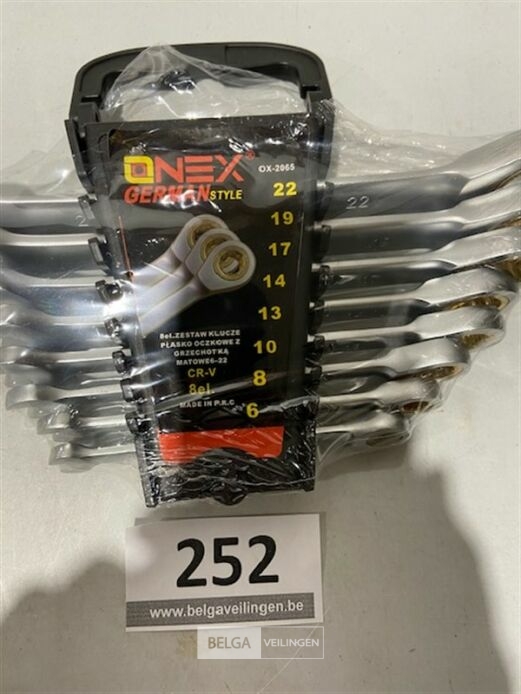 ONEX
OX-2065
GERMAN STYLE
22
19
17
14
13
10
8
6
8el.ZESTAW KLUCZE
PŁASKO OCZKOWE Z
GRZECHOTKĄ
MATOWE6-22
CR-V
8el.
MADE IN P.R.C
22
252
www.belgaveilingen.be
BELGA VEILINGEN